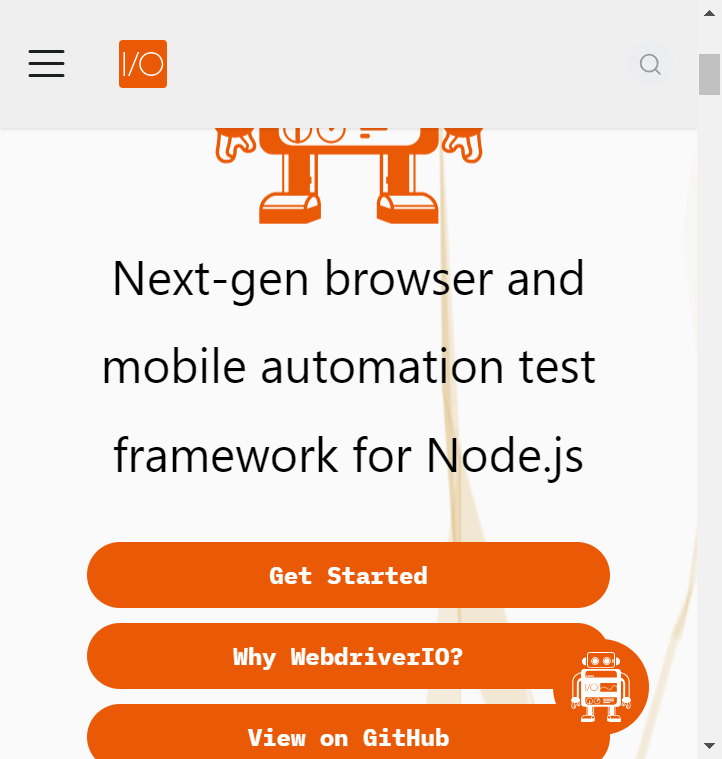 I/O
Next-gen browser and
mobile automation test
framework for Node.js
Get Started
Why WebdriverIO?
I/O
View on GitHub